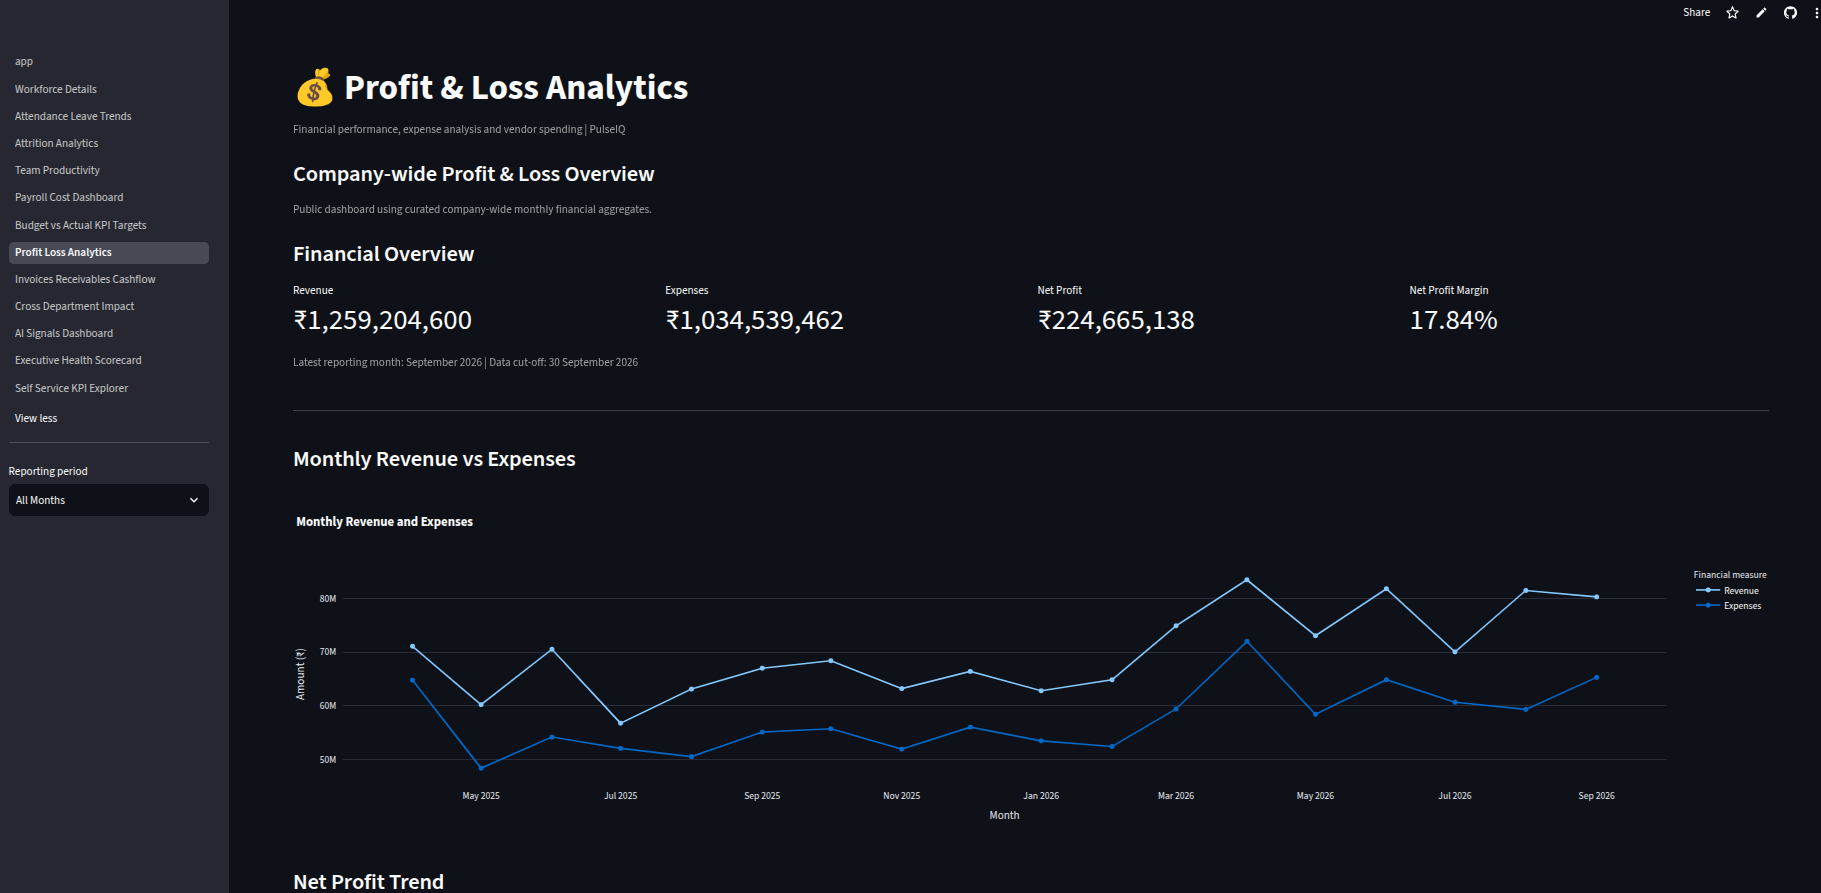 Share
app
Workforce Details
Attendance Leave Trends
Attrition Analytics
Team Productivity
Payroll Cost Dashboard
Budget vs Actual KPI Targets
Profit Loss Analytics
Invoices Receivables Cashflow
Cross Department Impact
AI Signals Dashboard
Executive Health Scorecard
Self Service KPI Explorer
View less
Reporting period
All Months
Profit & Loss Analytics
Financial performance, expense analysis and vendor spending | PulseIQ
Company-wide Profit & Loss Overview
Public dashboard using curated company-wide monthly financial aggregates.
Financial Overview
Revenue Expenses Net Profit Net Profit Margin
₹1,259,204,600 ₹1,034,539,462 ₹224,665,138 17.84%
Latest reporting month: September 2026 | Data cut-off: 30 September 2026
Monthly Revenue vs Expenses
Monthly Revenue and Expenses
Financial measure
Revenue
Expenses
80M
70M
60M
50M
Amount (₹)
May 2025 Jul 2025 Sep 2025 Nov 2025 Jan 2026 Mar 2026 May 2026 Jul 2026 Sep 2026
Month
Net Profit Trend